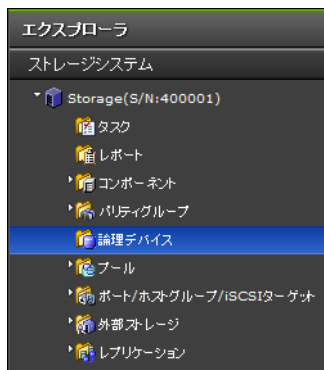 エクスプローラ
ストレージシステム
Storage(S/N:400001)
タスク
レポート
コンポーネント
パリティグループ
論理デバイス
プール
ポート/ホストグループ/iSCSIターゲット
外部ストレージ
レプリケーション